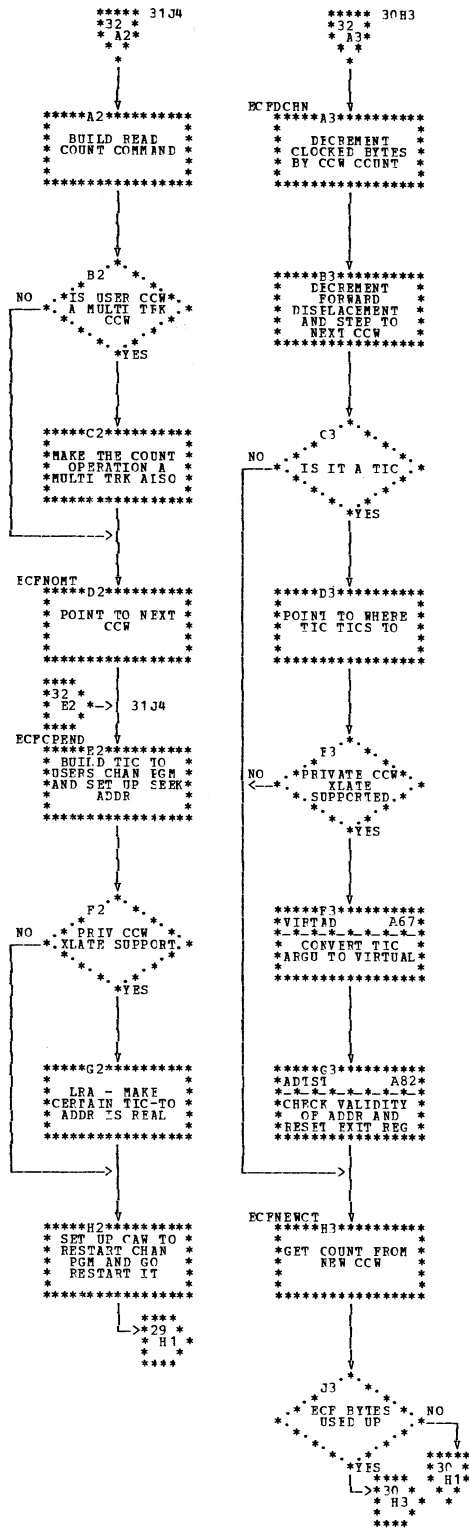 31J4
32
A2
A2
BUILD READ
COUNT COMMAND
B2
NO
IS USER CCW
A MULTI TRK
CCW
YES
C2
MAKE THE COUNT
OPERATION A
MULTI TRK AISO
ECFNOMT
D2
POINT TO NEXT
CCW
32
E2
31J4
ECFCPEND
E2
BUILD TIC TO
USERS CHAN PGM
AND SET UP SEEK
ADDR
F2
NO
PRIV CCW
XLATE SUPPORT
YES
G2
LRA - MAKE
CERTAIN TIC-TO
ADDR IS REAL
H2
SET UP CAW TO
RESTART CHAN
PGM AND GO
RESTART IT
29
H1
30H3
32
A3
ECFDCHN
A3
DECREMENT
CLOCKED BYTES
BY CCW CCUNT
B3
DECREMENT
FORWARD
DISPLACEMENT
AND STEP TO
NEXT CCW
C3
NO
IS IT A TIC
YES
D3
POINT TO WHERE
TIC TICS TO
E3
NO
PRIVATE CCW
XLATE
SUPPORTED
YES
F3
VIRTAD A67
CONVERT TIC
ARGU TO VIRTUAL
G3
ADTST A82
CHECK VALIDITY
OF ADDR AND
RESET EXIT REG
ECFNEWCT
H3
GET COUNT FROM
NEW CCW
J3
ECF BYTES
USED UP
NO
YES
30
H1
30
H3